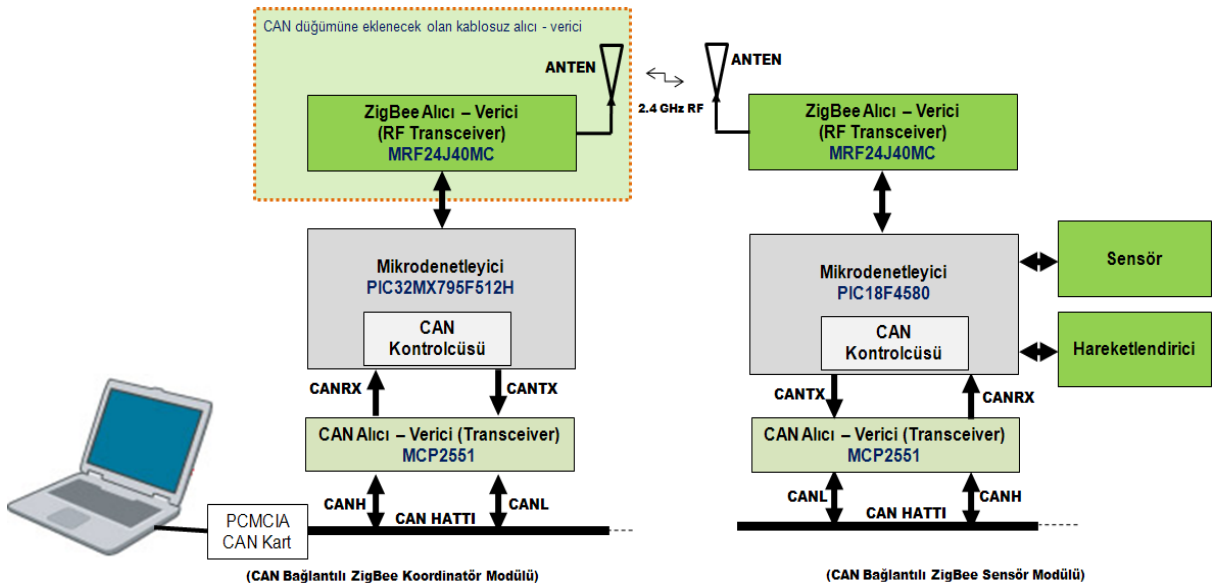 CAN düğümüne eklenecek olan kablosuz alıcı - verici
ANTEN
2.4 GHz RF
ANTEN
ZigBee Alıcı – Verici
(RF Transceiver)
MRF24J40MC
ZigBee Alıcı – Verici
(RF Transceiver)
MRF24J40MC
Mikrodenetleyici
PIC32MX795F512H
CAN
Kontrolcüsü
Mikrodenetleyici
PIC18F4580
CAN
Kontrolcüsü
Sensör
Hareketlendirici
CANRX
CANTX
CANTX
CANRX
CAN Alıcı – Verici (Transceiver)
MCP2551
CAN Alıcı – Verici (Transceiver)
MCP2551
CANH
CANL
CANL
CANH
PCMCIA
CAN Kart
CAN HATTI
CAN HATTI
(CAN Bağlantılı ZigBee Koordinatör Modülü)
(CAN Bağlantılı ZigBee Sensör Modülü)